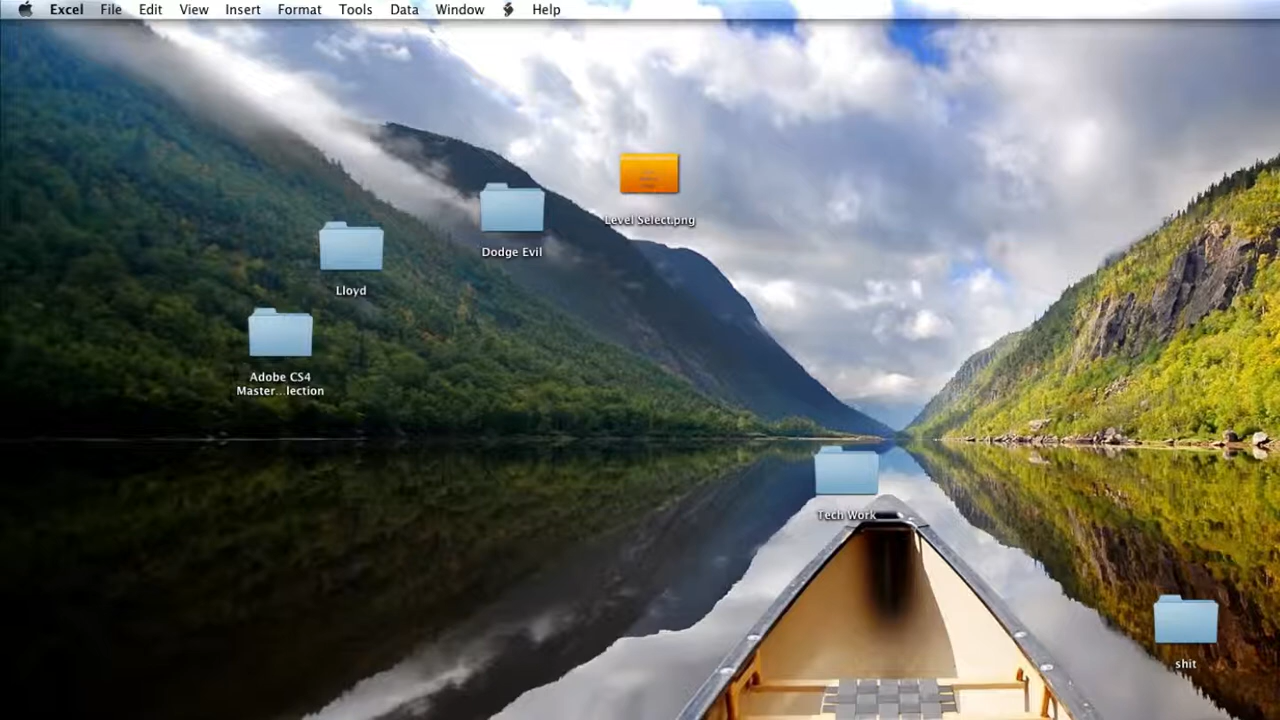 Excel File Edit View Insert Format Tools Data Window Help
Level Select.png
Dodge Evil
Lloyd
Adobe CS4
Master...lection
Tech Work
shit